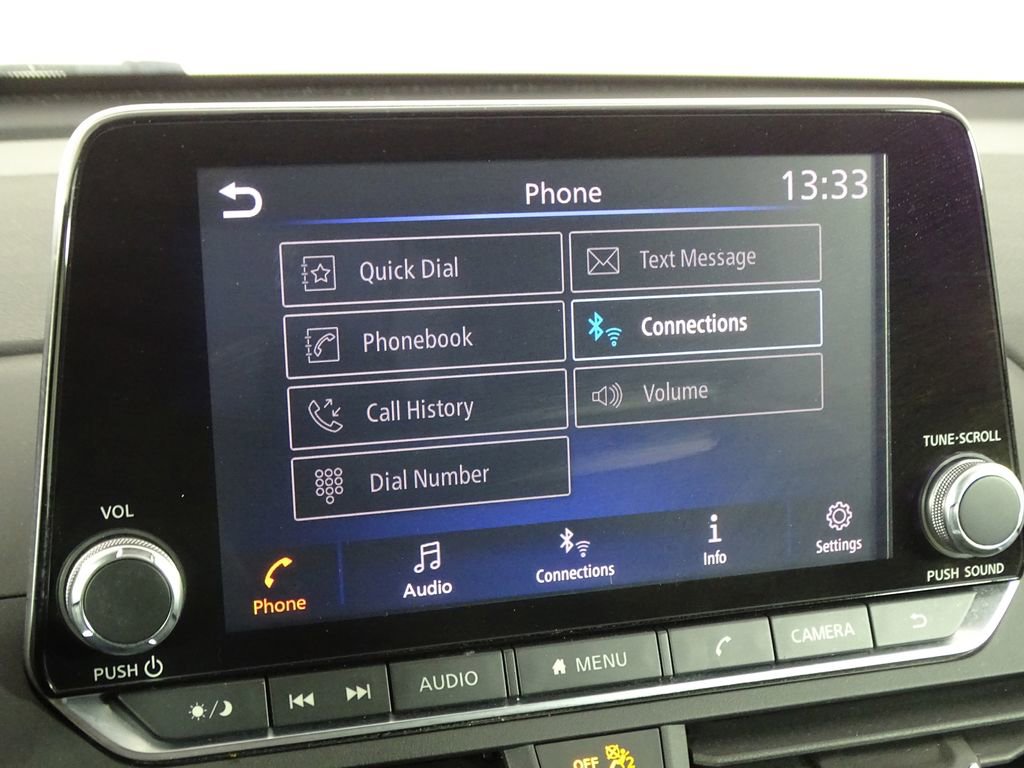 Phone
13:33
Quick Dial
Text Message
Phonebook
Connections
Call History
Volume
Dial Number
Phone
Audio
Connections
Info
Settings
VOL
PUSH
TUNE·SCROLL
PUSH SOUND
AUDIO
MENU
CAMERA
OFF
2